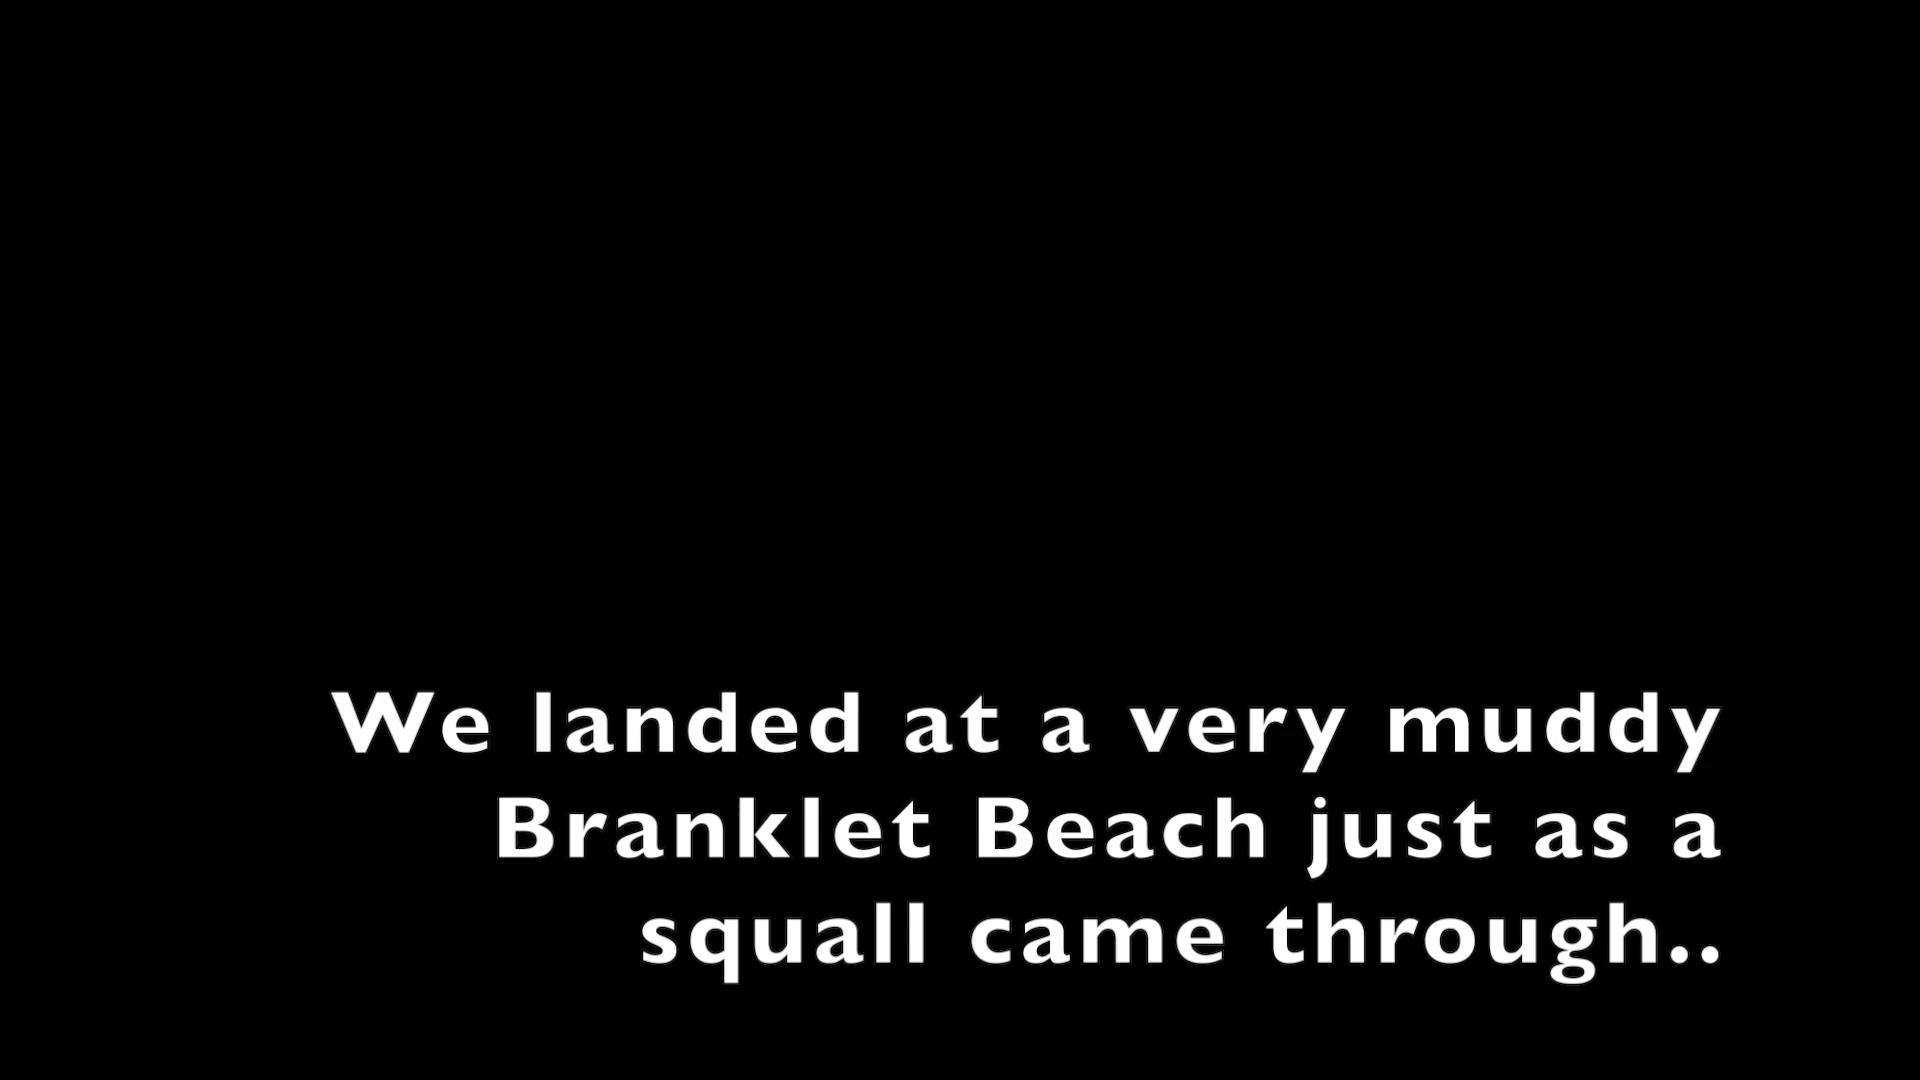 We landed at a very muddy
Branklet Beach just as a
squall came through..